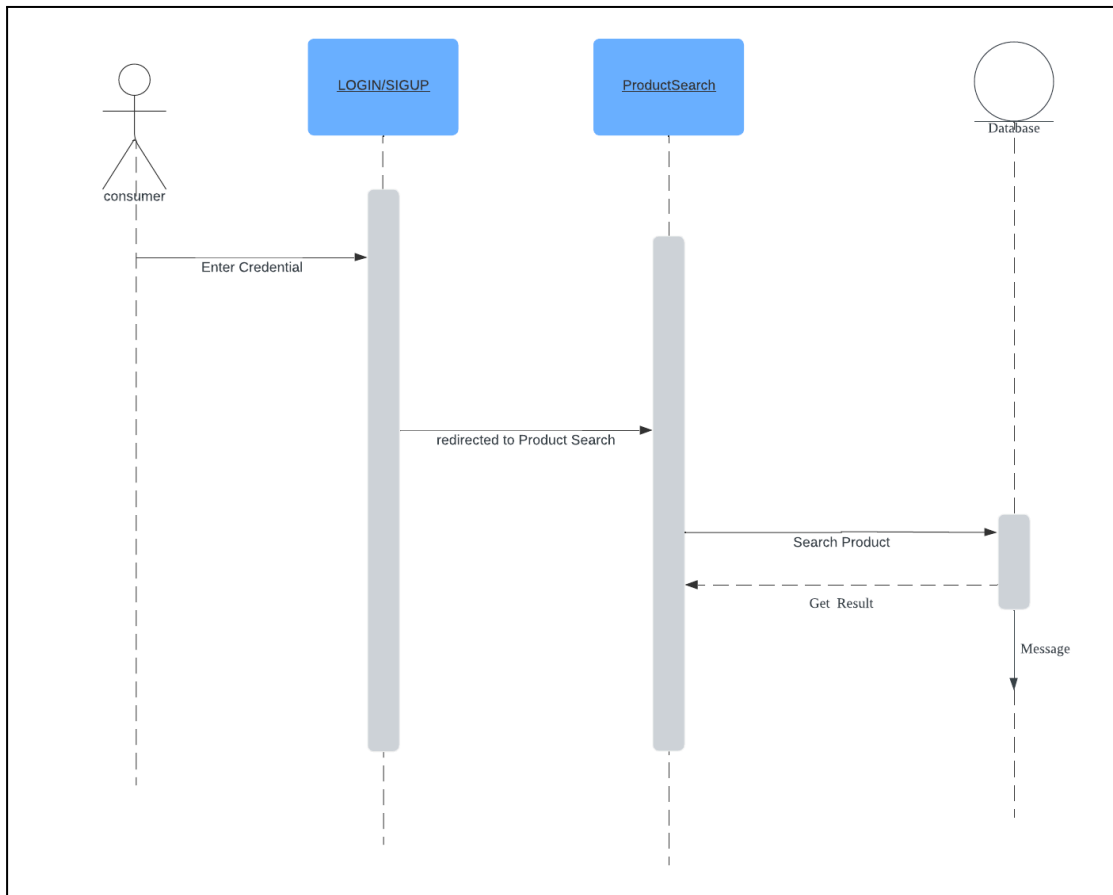 LOGIN/SIGUP
ProductSearch
Database
consumer
Enter Credential
redirected to Product Search
Search Product
Get Result
Message